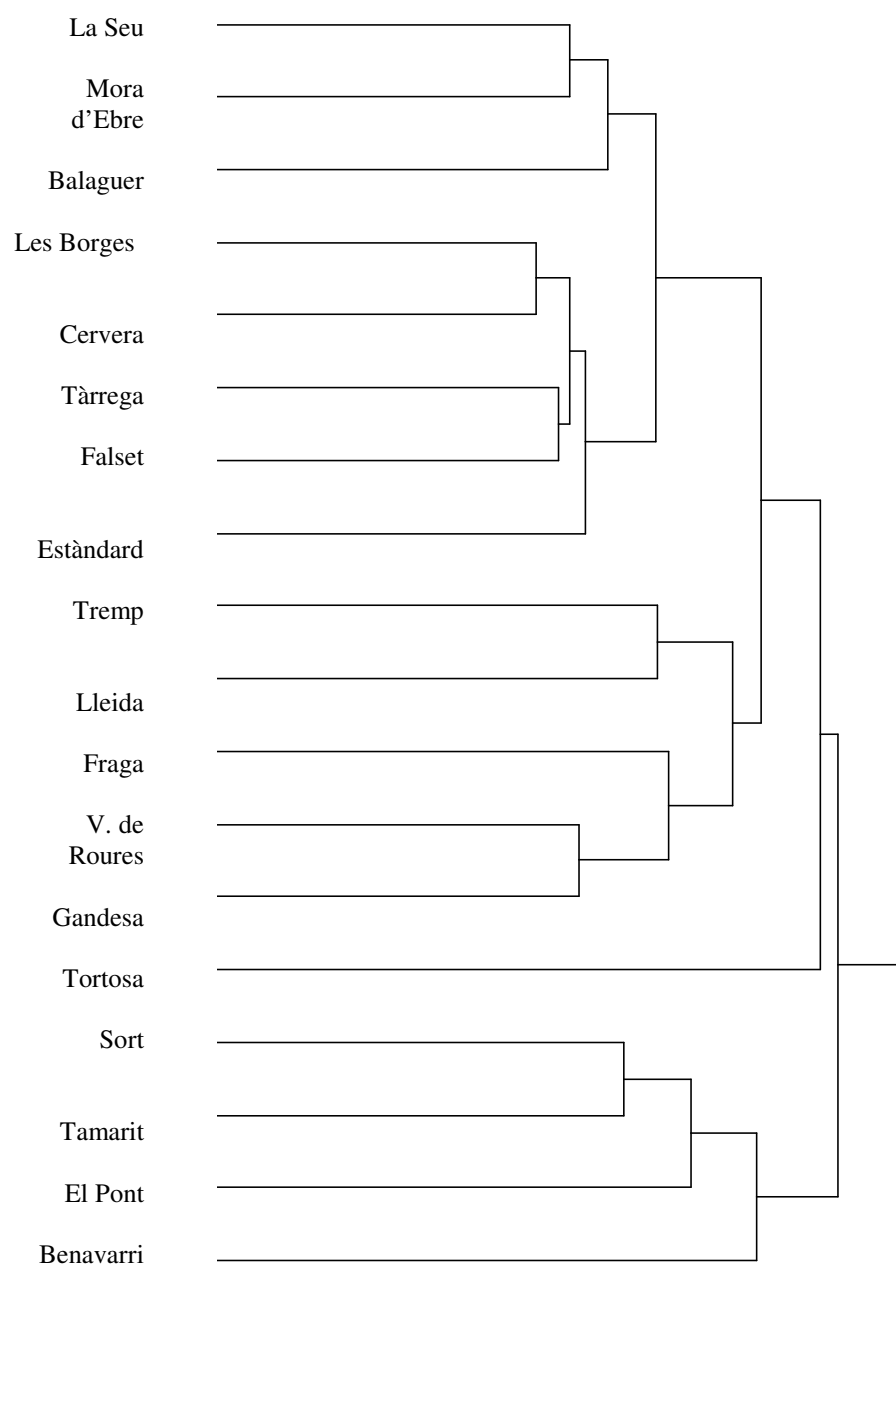 La Seu
Mora
d’Ebre
Balaguer
Les Borges
Cervera
Tàrrega
Falset
Estàndard
Tremp
Lleida
Fraga
V. de
Roures
Gandesa
Tortosa
Sort
Tamarit
El Pont
Benavarri